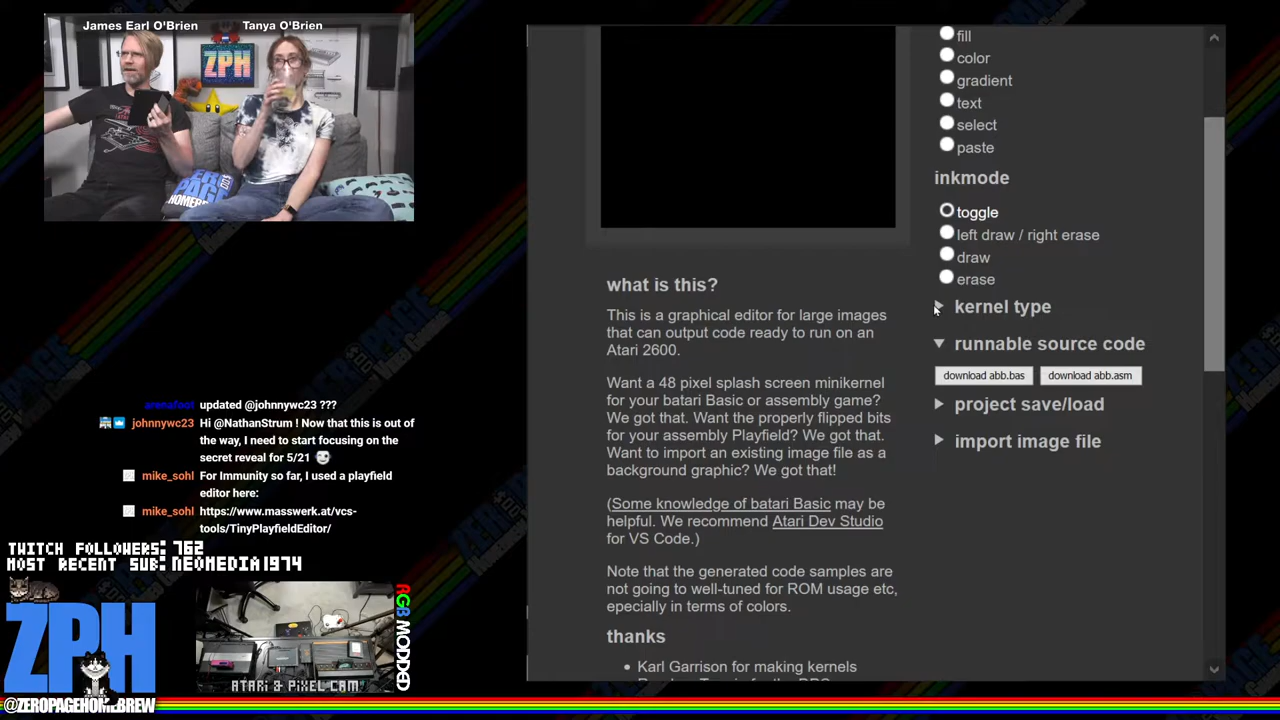 James Earl O'Brien
Tanya O'Brien
ZPH
arenafoot updated @johnnywc23 ???
johnnywc23 Hi @NathanStrum ! Now that this is out of
the way, I need to start focusing on the
secret reveal for 5/21
mike_sohl For Immunity so far, I used a playfield
editor here:
mike_sohl https://www.masswerk.at/vcs-
tools/TinyPlayfieldEditor/
TWITCH FOLLOWERS: 762
MOST RECENT SUB: NEOMEDIA1974
ZPH
RGB MODDED
ATARI & PIXEL CAM
@ZEROPAGEHOMEBREW
what is this?
This is a graphical editor for large images
that can output code ready to run on an
Atari 2600.
Want a 48 pixel splash screen minikernel
for your batari Basic or assembly game?
We got that. Want the properly flipped bits
for your assembly Playfield? We got that.
Want to import an existing image file as a
background graphic? We got that!
(Some knowledge of batari Basic may be
helpful. We recommend Atari Dev Studio
for VS Code.)
Note that the generated code samples are
not going to well-tuned for ROM usage etc,
epecially in terms of colors.
thanks
Karl Garrison for making kernels
fill
color
gradient
text
select
paste
inkmode
toggle
left draw / right erase
draw
erase
kernel type
runnable source code
download abb.bas
download abb.asm
project save/load
import image file